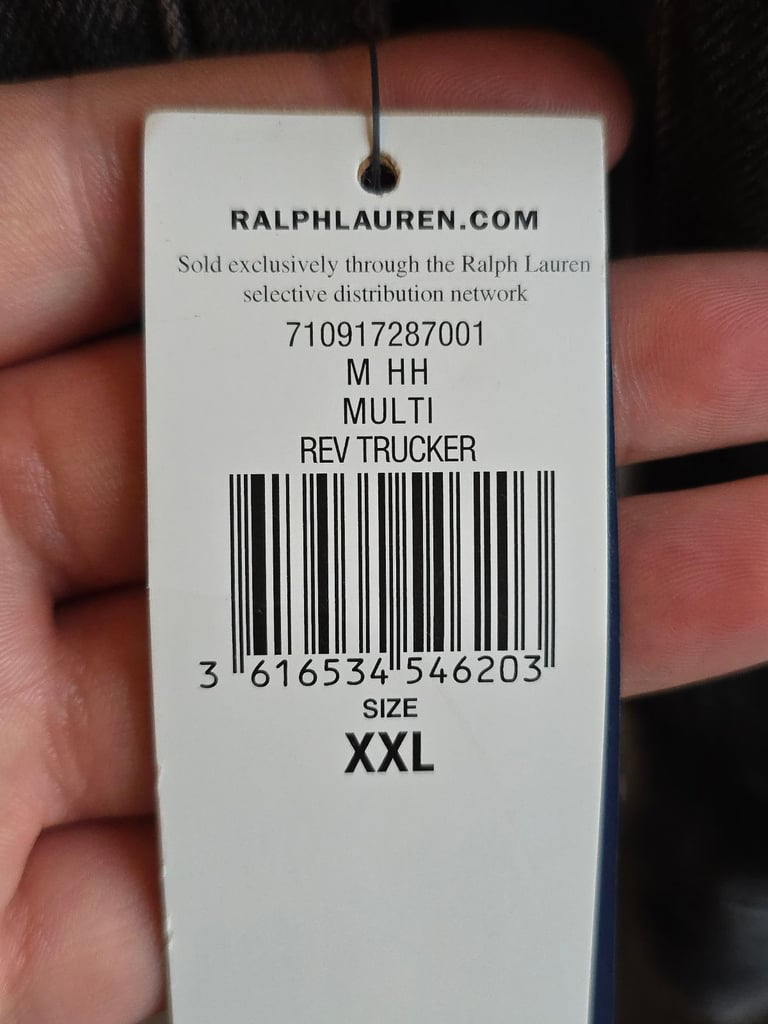 RALPHLAUREN.COM
Sold exclusively through the Ralph Lauren
selective distribution network
710917287001
M HH
MULTI
REV TRUCKER
3 616534 546203
SIZE
XXL